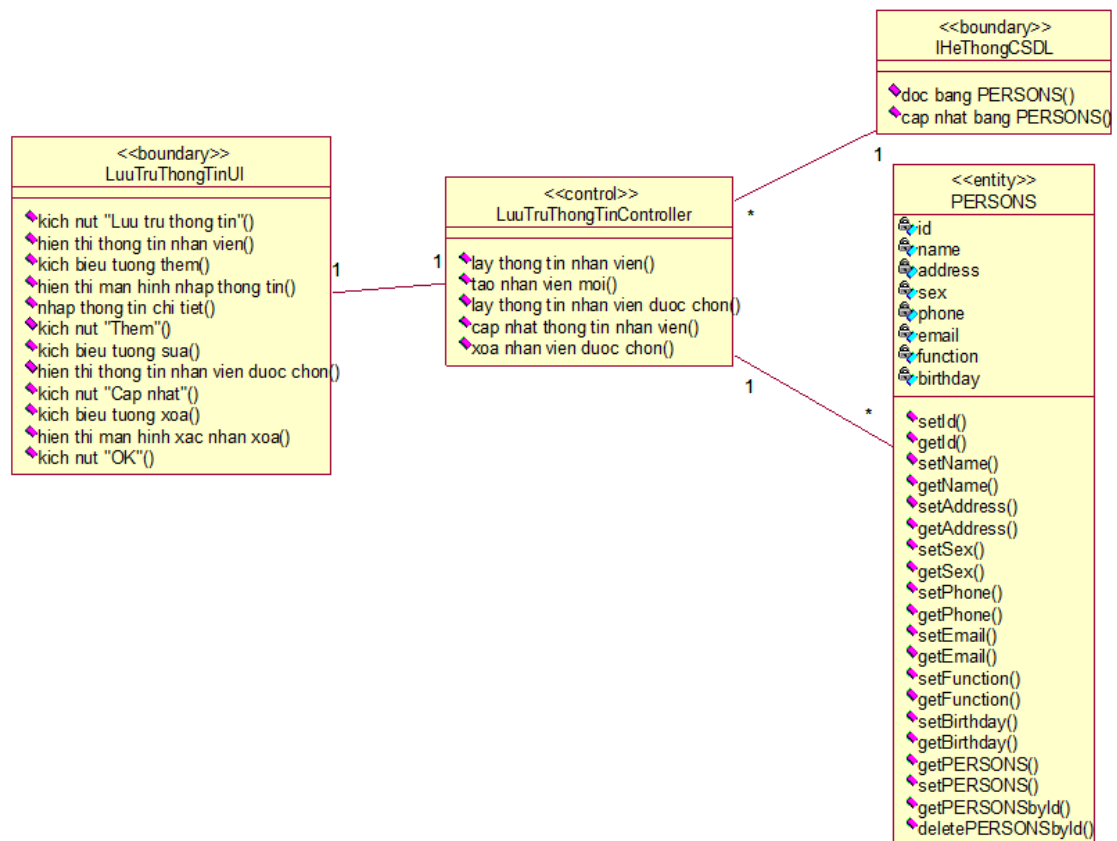 <<boundary>>
IHeThongCSDL
doc bang PERSONS()
cap nhat bang PERSONS()
1
*
<<boundary>>
LuuTruThongTinUI
kich nut "Luu tru thong tin"()
hien thi thong tin nhan vien()
kich bieu tuong them()
hien thi man hinh nhap thong tin()
nhap thong tin chi tiet()
kich nut "Them"()
kich bieu tuong sua()
hien thi thong tin nhan vien duoc chon()
kich nut "Cap nhat"()
kich bieu tuong xoa()
hien thi man hinh xac nhan xoa()
kich nut "OK"()
1
1
<<control>>
LuuTruThongTinController
lay thong tin nhan vien()
tao nhan vien moi()
lay thong tin nhan vien duoc chon()
cap nhat thong tin nhan vien()
xoa nhan vien duoc chon()
1
*
<<entity>>
PERSONS
id
name
address
sex
phone
email
function
birthday
setId()
getId()
setName()
getName()
setAddress()
getAddress()
setSex()
getSex()
setPhone()
getPhone()
setEmail()
getEmail()
setFunction()
getFunction()
setBirthday()
getBirthday()
getPERSONS()
setPERSONS()
getPERSONSbyId()
deletePERSONSbyId()